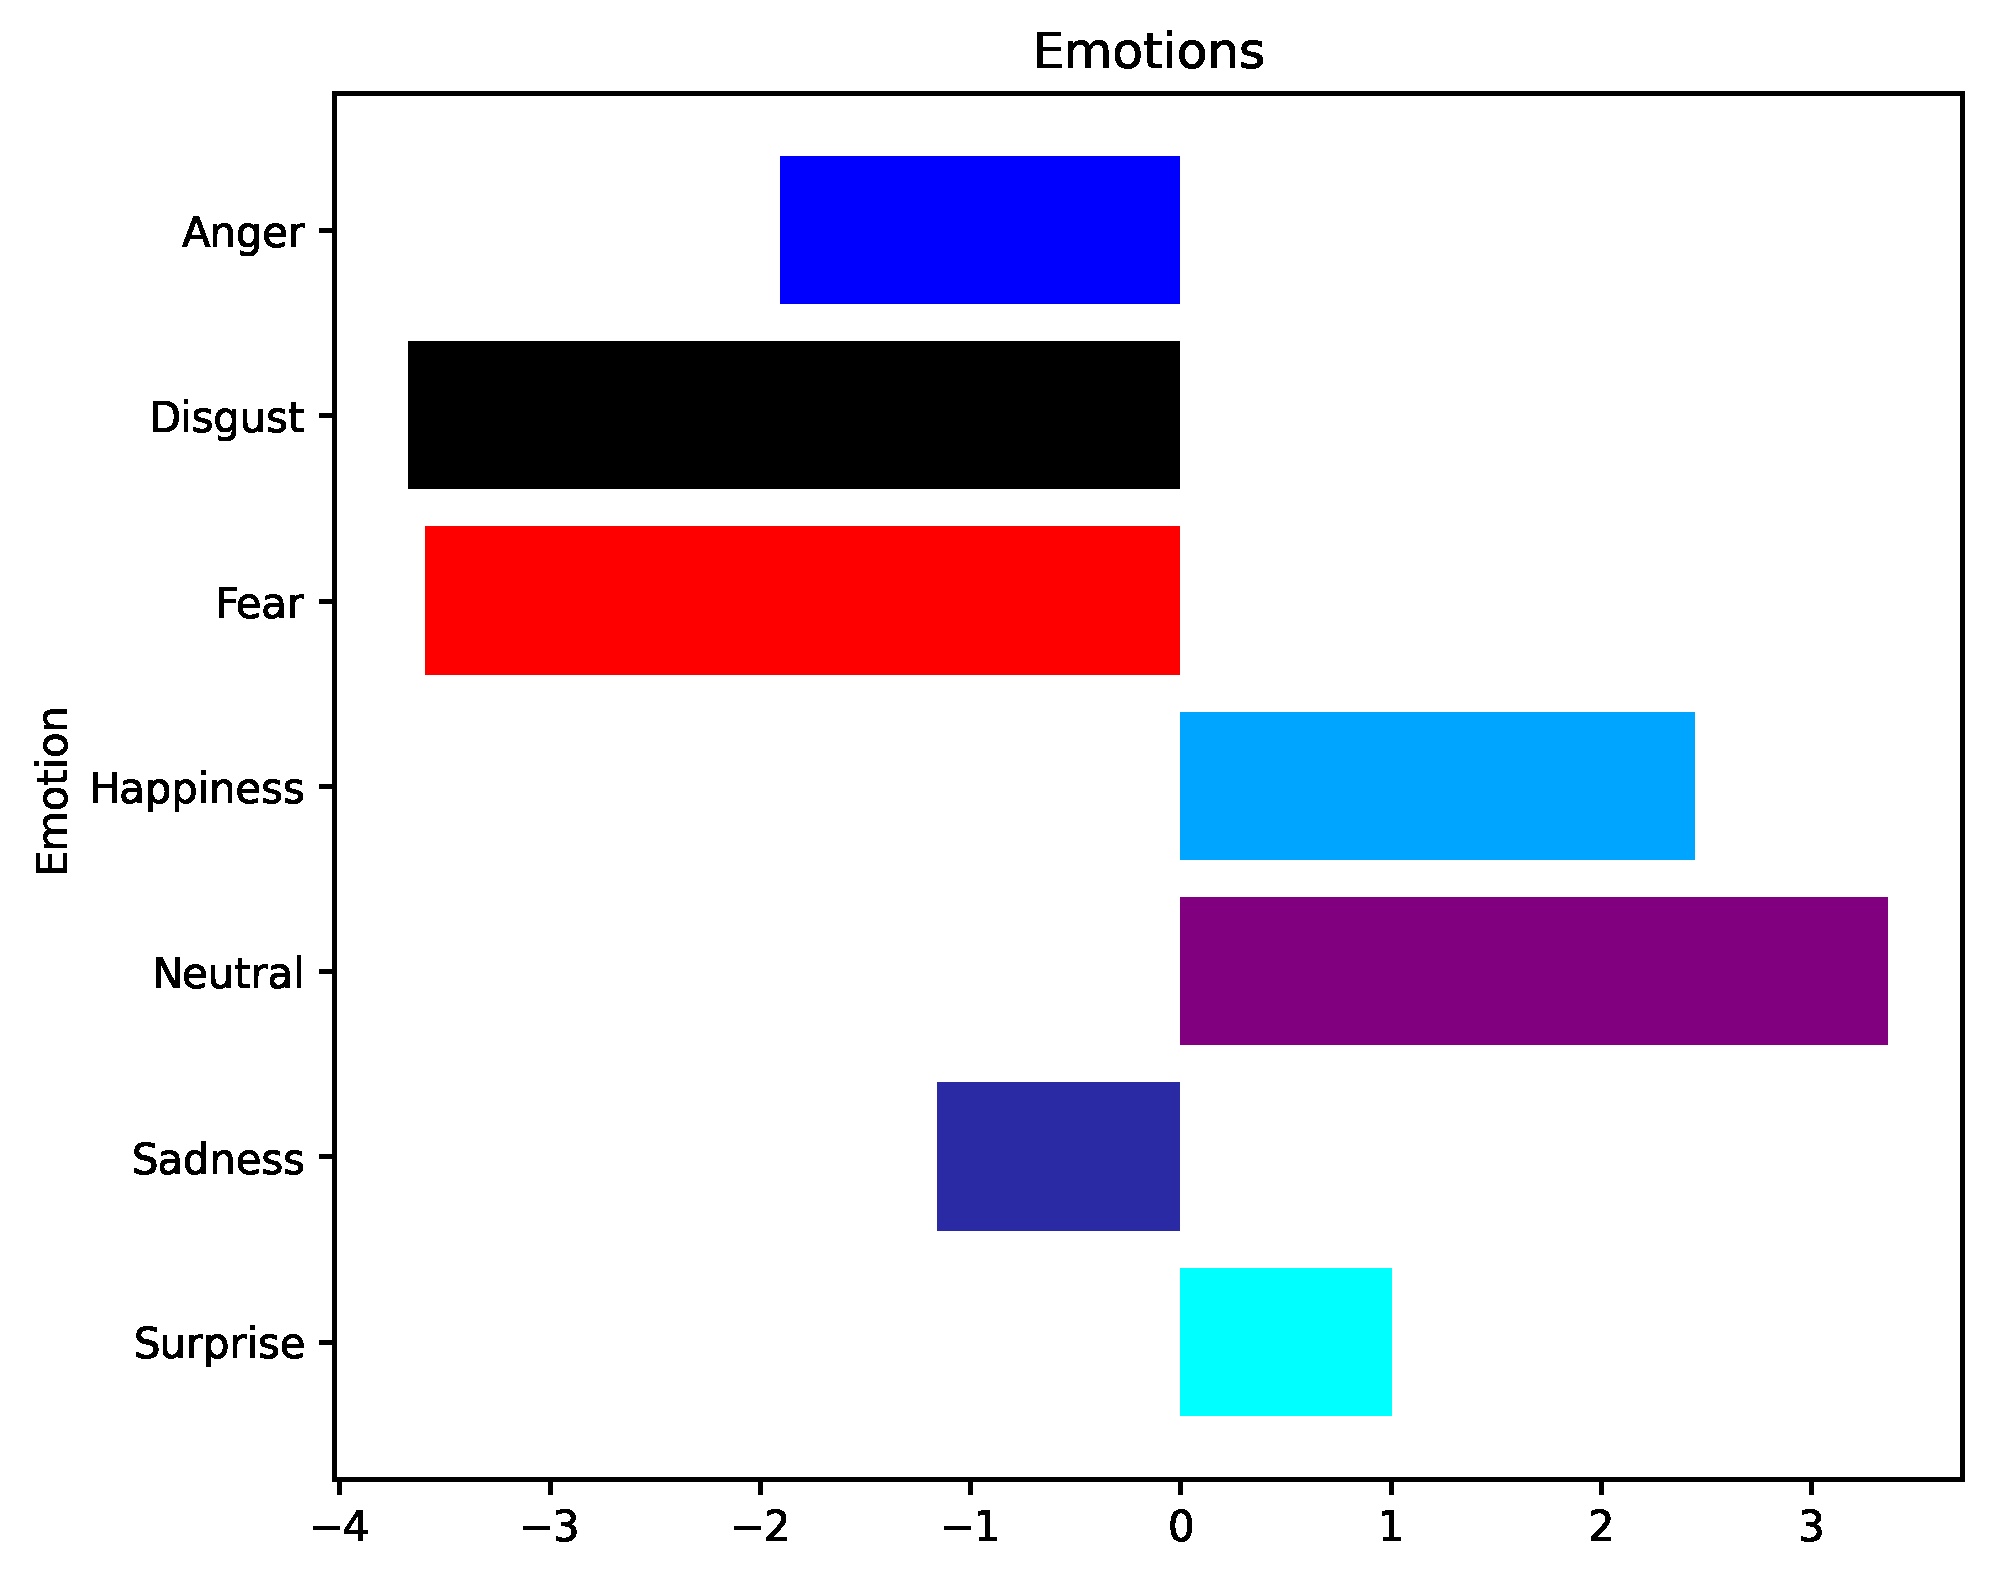 Emotions
Anger
Disgust
Fear
Happiness
Neutral
Sadness
Surprise
Emotion
−4 −3 −2 −1 0 1 2 3